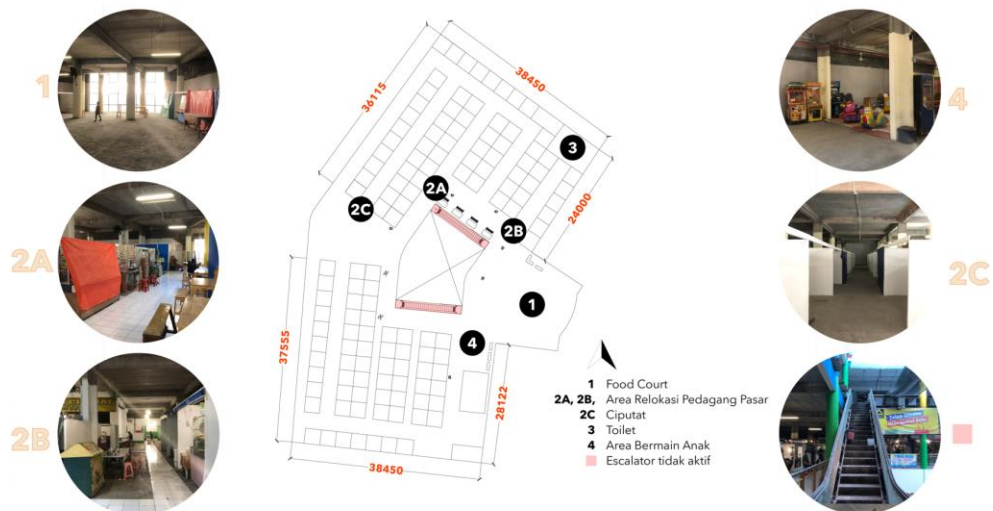 1
2A
2B
38450
36115
3
24000
2A
2C
2B
1
4
37555
28122
38450
1 Food Court
2A, 2B, Area Relokasi Pedagang Pasar
2C Ciputat
3 Toilet
4 Area Bermain Anak
Escalator tidak aktif
4
2C